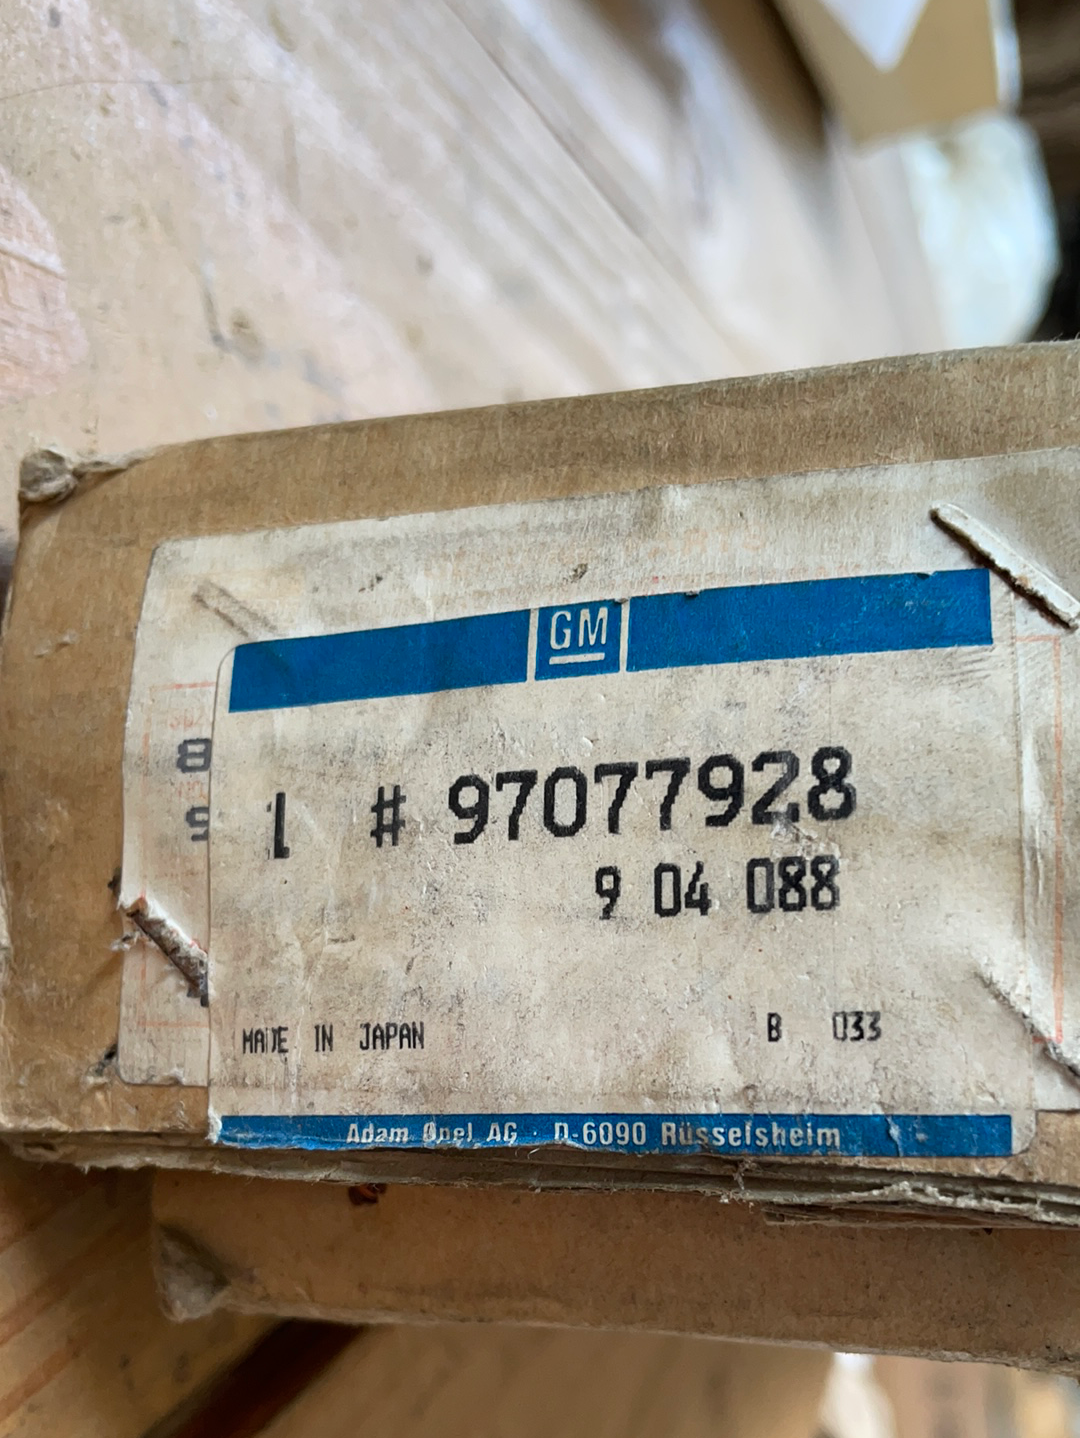 GM
1 # 97077928
9 04 088
MADE IN JAPAN B 033
Adam Opel AG · D-6090 Rüsselsheim